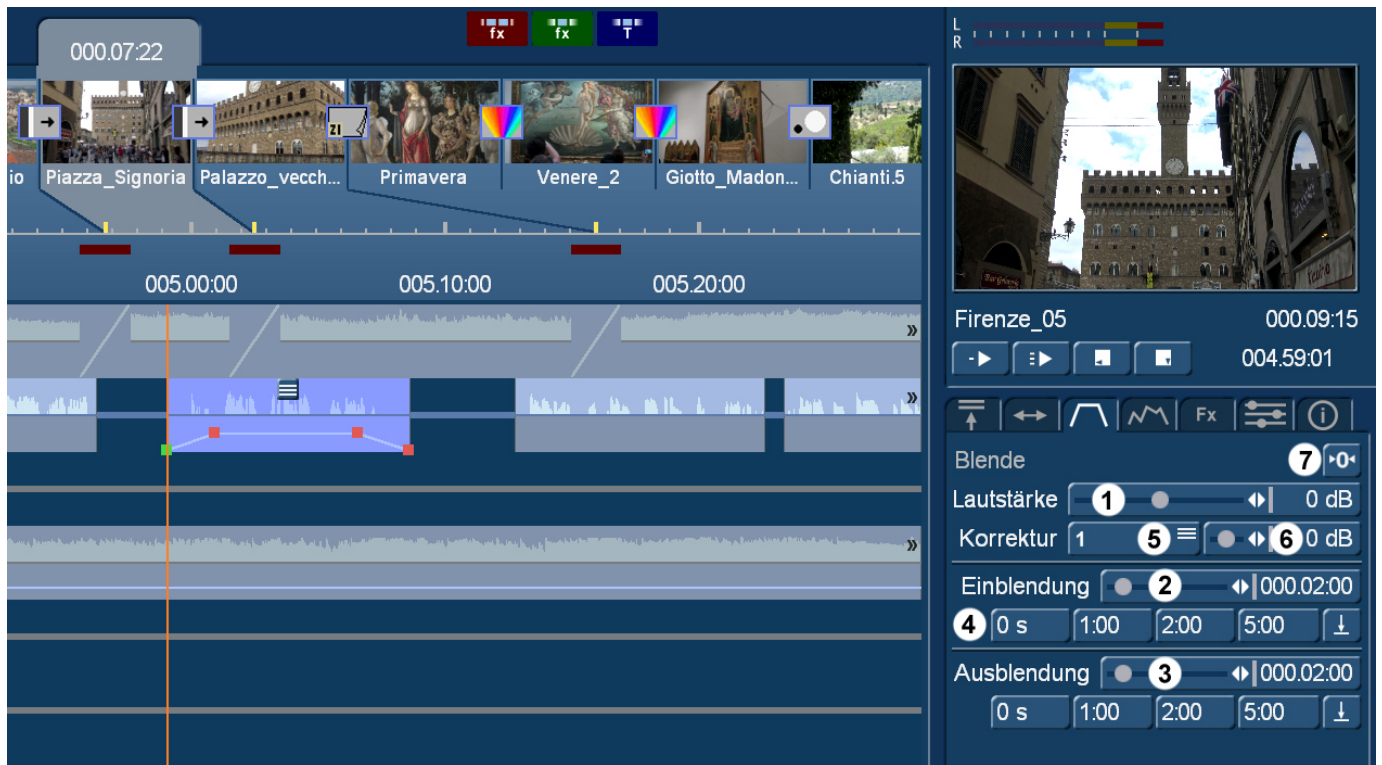 fx fx T
000.07:22
zı
io Piazza_Signoria Palazzo_vecch... Primavera Venere_2 Giotto_Madon... Chianti.5
005.00:00 005.10:00 005.20:00
»
»
»
L
R
Firenze_05 000.09:15
004.59:01
Fx i
Blende 7 0
Lautstärke 1 0 dB
Korrektur 1 5 6 0 dB
Einblendung 2 000.02:00
4 0 s 1:00 2:00 5:00
Ausblendung 3 000.02:00
0 s 1:00 2:00 5:00